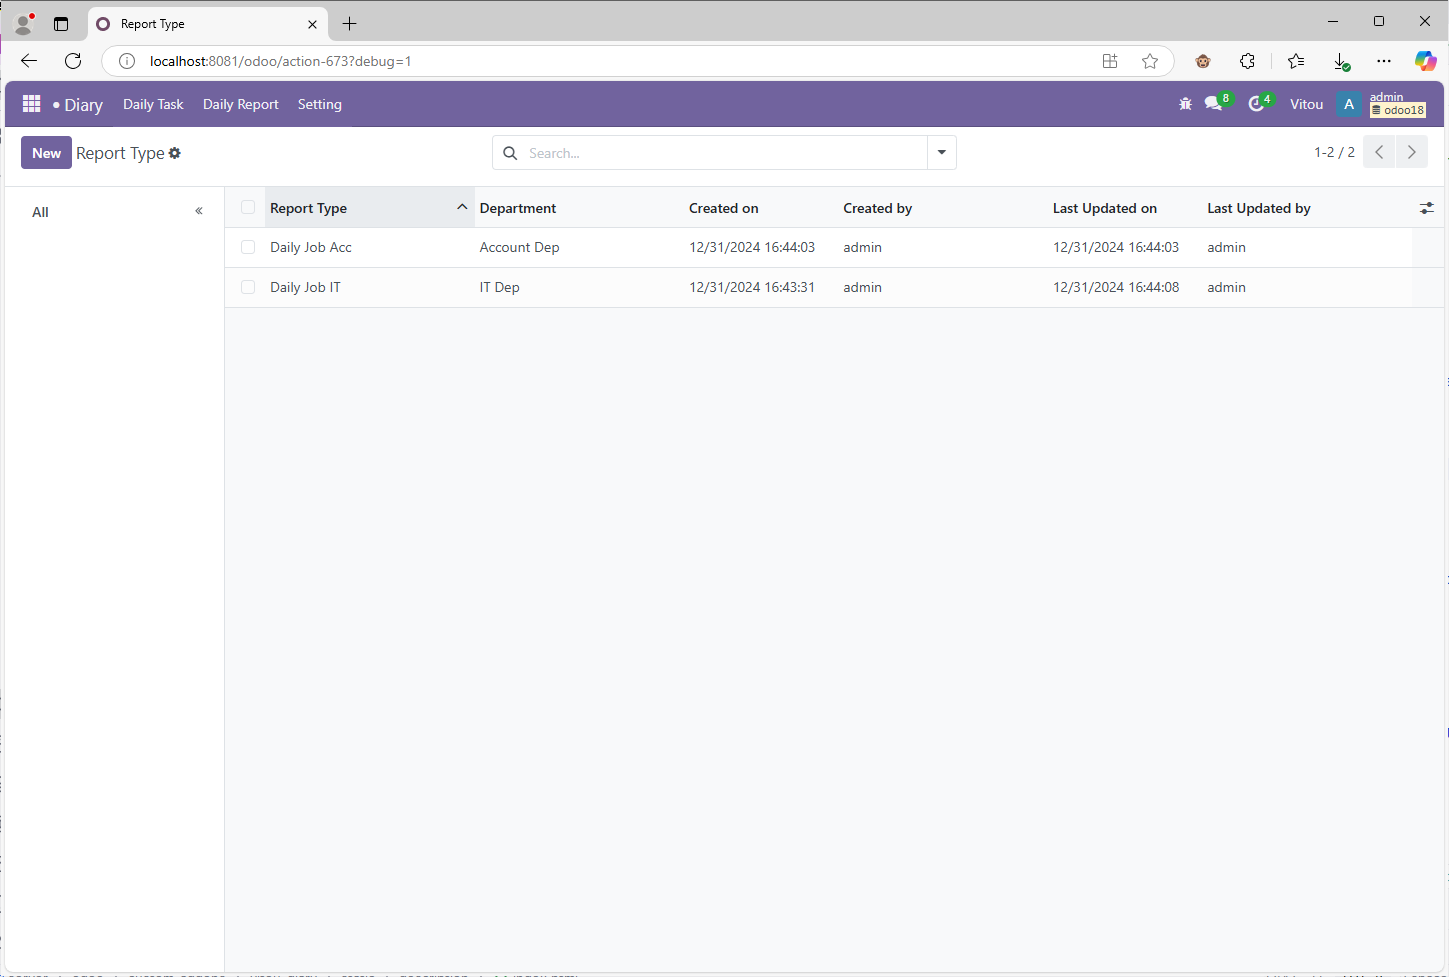 Report Type
localhost:8081/odoo/action-673?debug=1
Diary Daily Task Daily Report Setting 8 4 Vitou A admin
odoo18
New Report Type Search... 1-2 / 2
All
Report Type Department Created on Created by Last Updated on Last Updated by
Daily Job Acc Account Dep 12/31/2024 16:44:03 admin 12/31/2024 16:44:03 admin
Daily Job IT IT Dep 12/31/2024 16:43:31 admin 12/31/2024 16:44:08 admin